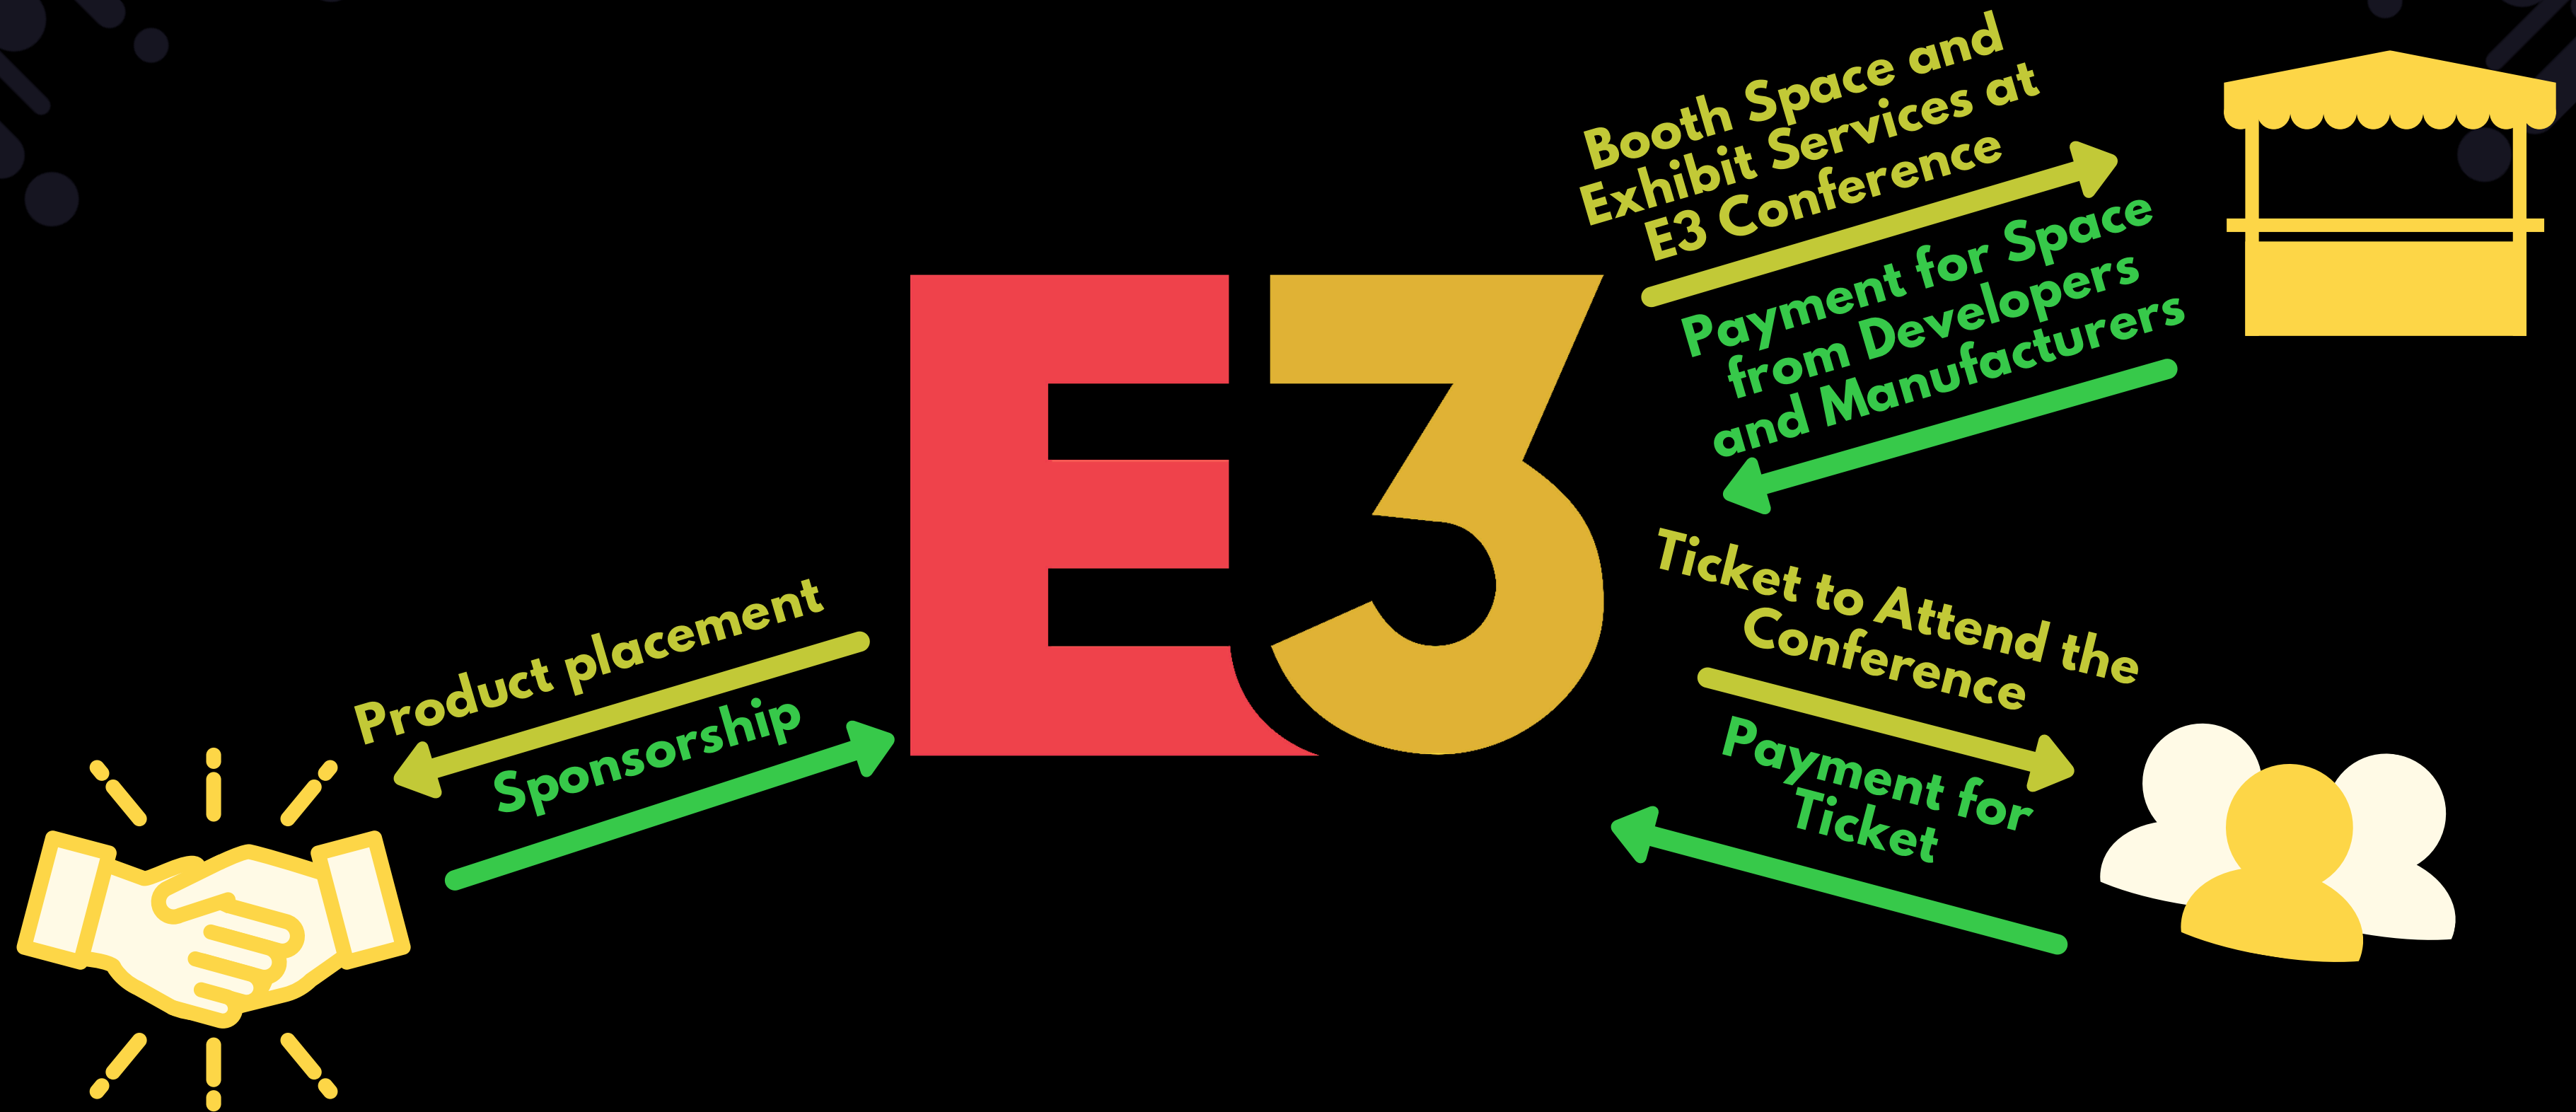 Booth Space and
Exhibit Services at
E3 Conference
Payment for Space
from Developers
and Manufacturers
E3
Ticket to Attend the
Conference
Payment for
Ticket
Product placement
Sponsorship